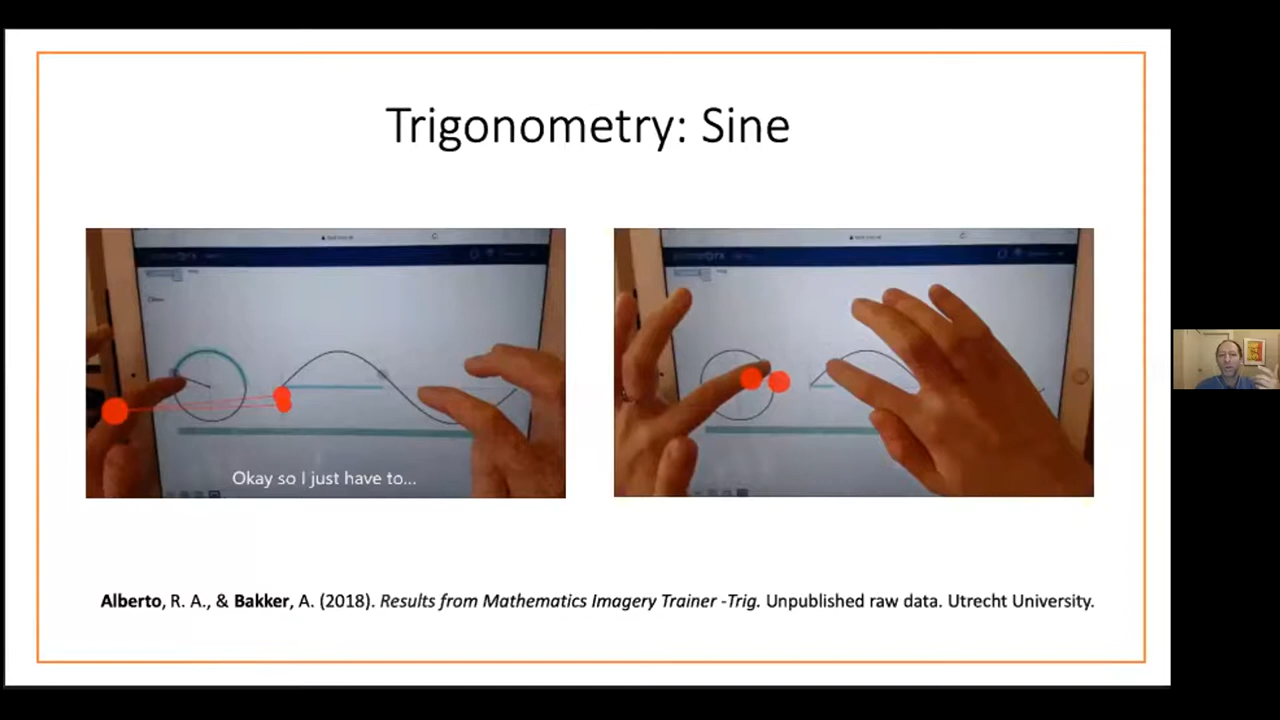 Trigonometry: Sine
Okay so I just have to...
Alberto, R. A., & Bakker, A. (2018). Results from Mathematics Imagery Trainer -Trig. Unpublished raw data. Utrecht University.